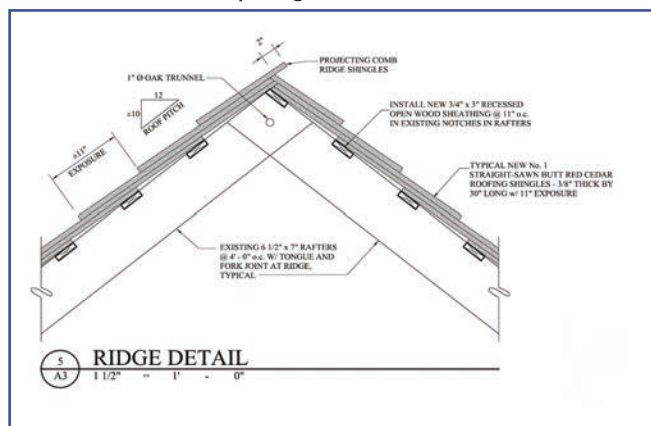 2"
PROJECTING COMB
RIDGE SHINGLES
1" Ø OAK TRUNNEL
12
±10
ROOF PITCH
INSTALL NEW 3/4" x 3" RECESSED
OPEN WOOD SHEATHING @ 11" o.c.
IN EXISTING NOTCHES IN RAFTERS
±11"
EXPOSURE
TYPICAL NEW No. 1
STRAIGHT-SAWN BUTT RED CEDAR
ROOFING SHINGLES - 3/8" THICK BY
30" LONG w/ 11" EXPOSURE
EXISTING 6 1/2" x 7" RAFTERS
@ 4' - 0" o.c. W/ TONGUE AND
FORK JOINT AT RIDGE,
TYPICAL
5
A3
RIDGE DETAIL
1 1/2" = 1' - 0"